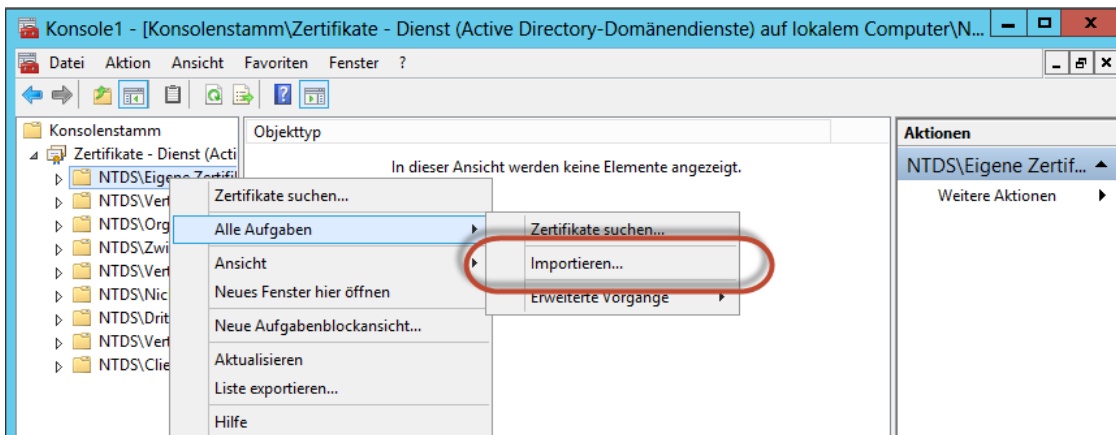 Console1 - [Konsolenstamm\Zertifikate - Dienst (Active Directory-Domänendienste) auf lokalem Computer\N...
Datei Aktion Ansicht Favoriten Fenster ?
Konsolenstamm
Zertifikate - Dienst (Acti
NTDS\Eigene Zertifi
NTDS\Vert
NTDS\Org
NTDS\Zwi
NTDS\Vert
NTDS\Nic
NTDS\Drit
NTDS\Vert
NTDS\Clie
Objekttyp
In dieser Ansicht werden keine Elemente angezeigt.
Zertifikate suchen...
Alle Aufgaben
Ansicht
Neues Fenster hier öffnen
Neue Aufgabenblockansicht...
Aktualisieren
Liste exportieren...
Hilfe
Zertifikate suchen...
Importieren...
Erweiterte Vorgänge
Aktionen
NTDS\Eigene Zertif...
Weitere Aktionen